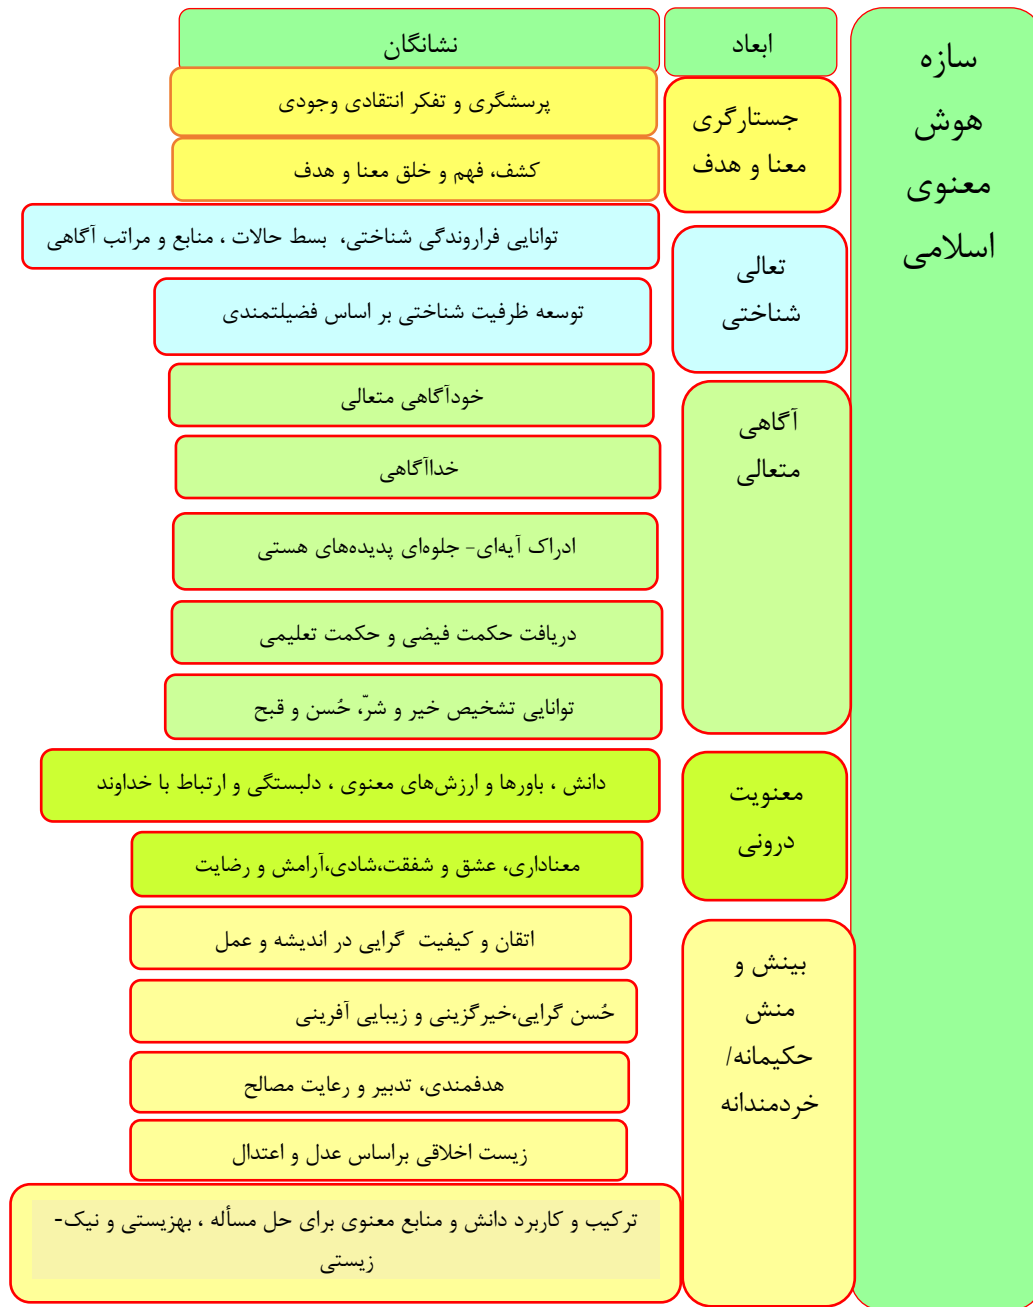 سازه
هوش
معنوی
اسلامی
ابعاد
نشانگان
جستارگری
معنا و هدف
پرسشگری و تفکر انتقادی وجودی
کشف، فهم و خلق معنا و هدف
تعالی
شناختی
توانایی فراروندگی شناختی، بسط حالات ، منابع و مراتب آگاهی
توسعه ظرفیت شناختی بر اساس فضیلتمندی
آگاهی
متعالی
خودآگاهی متعالی
خداآگاهی
ادراک آیه‌ای- جلوه‌ای پدیده‌های هستی
دریافت حکمت فیضی و حکمت تعلیمی
توانایی تشخیص خیر و شرّ، حُسن و قبح
معنویت
درونی
دانش ، باورها و ارزش‌های معنوی ، دلبستگی و ارتباط با خداوند
معناداری، عشق و شفقت،شادی،آرامش و رضایت
بینش و
منش
حکیمانه/
خردمندانه
اتقان و کیفیت گرایی در اندیشه و عمل
حُسن گرایی،خیرگزینی و زیبایی آفرینی
هدفمندی، تدبیر و رعایت مصالح
زیست اخلاقی براساس عدل و اعتدال
ترکیب و کاربرد دانش و منابع معنوی برای حل مسأله ، بهزیستی و نیک-
زیستی